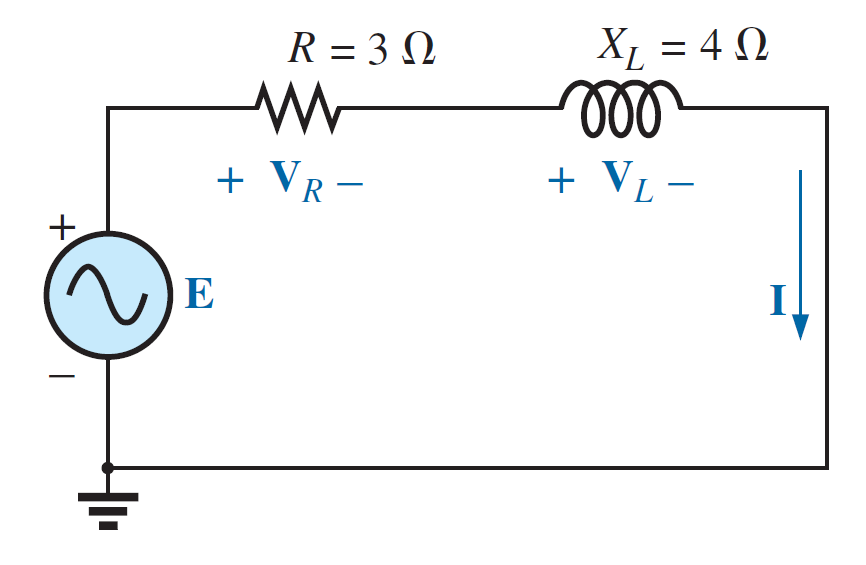 R = 3 Ω
X_L = 4 Ω
+ V_R −
+ V_L −
+
E
I
−